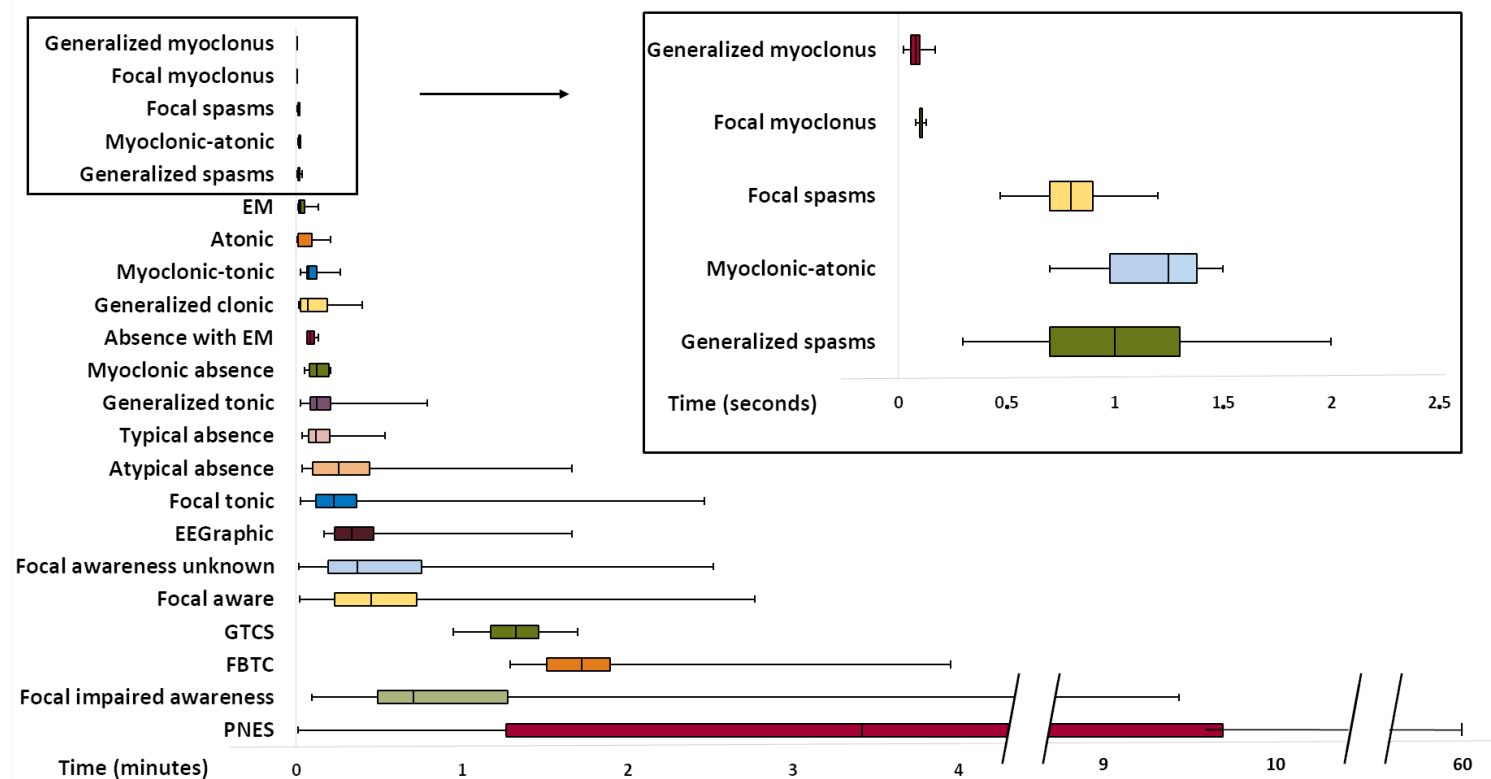 Generalized myoclonus
Focal myoclonus
Focal spasms
Myoclonic-atonic
Generalized spasms
EM
Atonic
Myoclonic-tonic
Generalized clonic
Absence with EM
Myoclonic absence
Generalized tonic
Typical absence
Atypical absence
Focal tonic
EEGraphic
Focal awareness unknown
Focal aware
GTCS
FBTC
Focal impaired awareness
PNES
Time (minutes) 0 1 2 3 4 9 10 60
Generalized myoclonus
Focal myoclonus
Focal spasms
Myoclonic-atonic
Generalized spasms
Time (seconds) 0 0.5 1 1.5 2 2.5